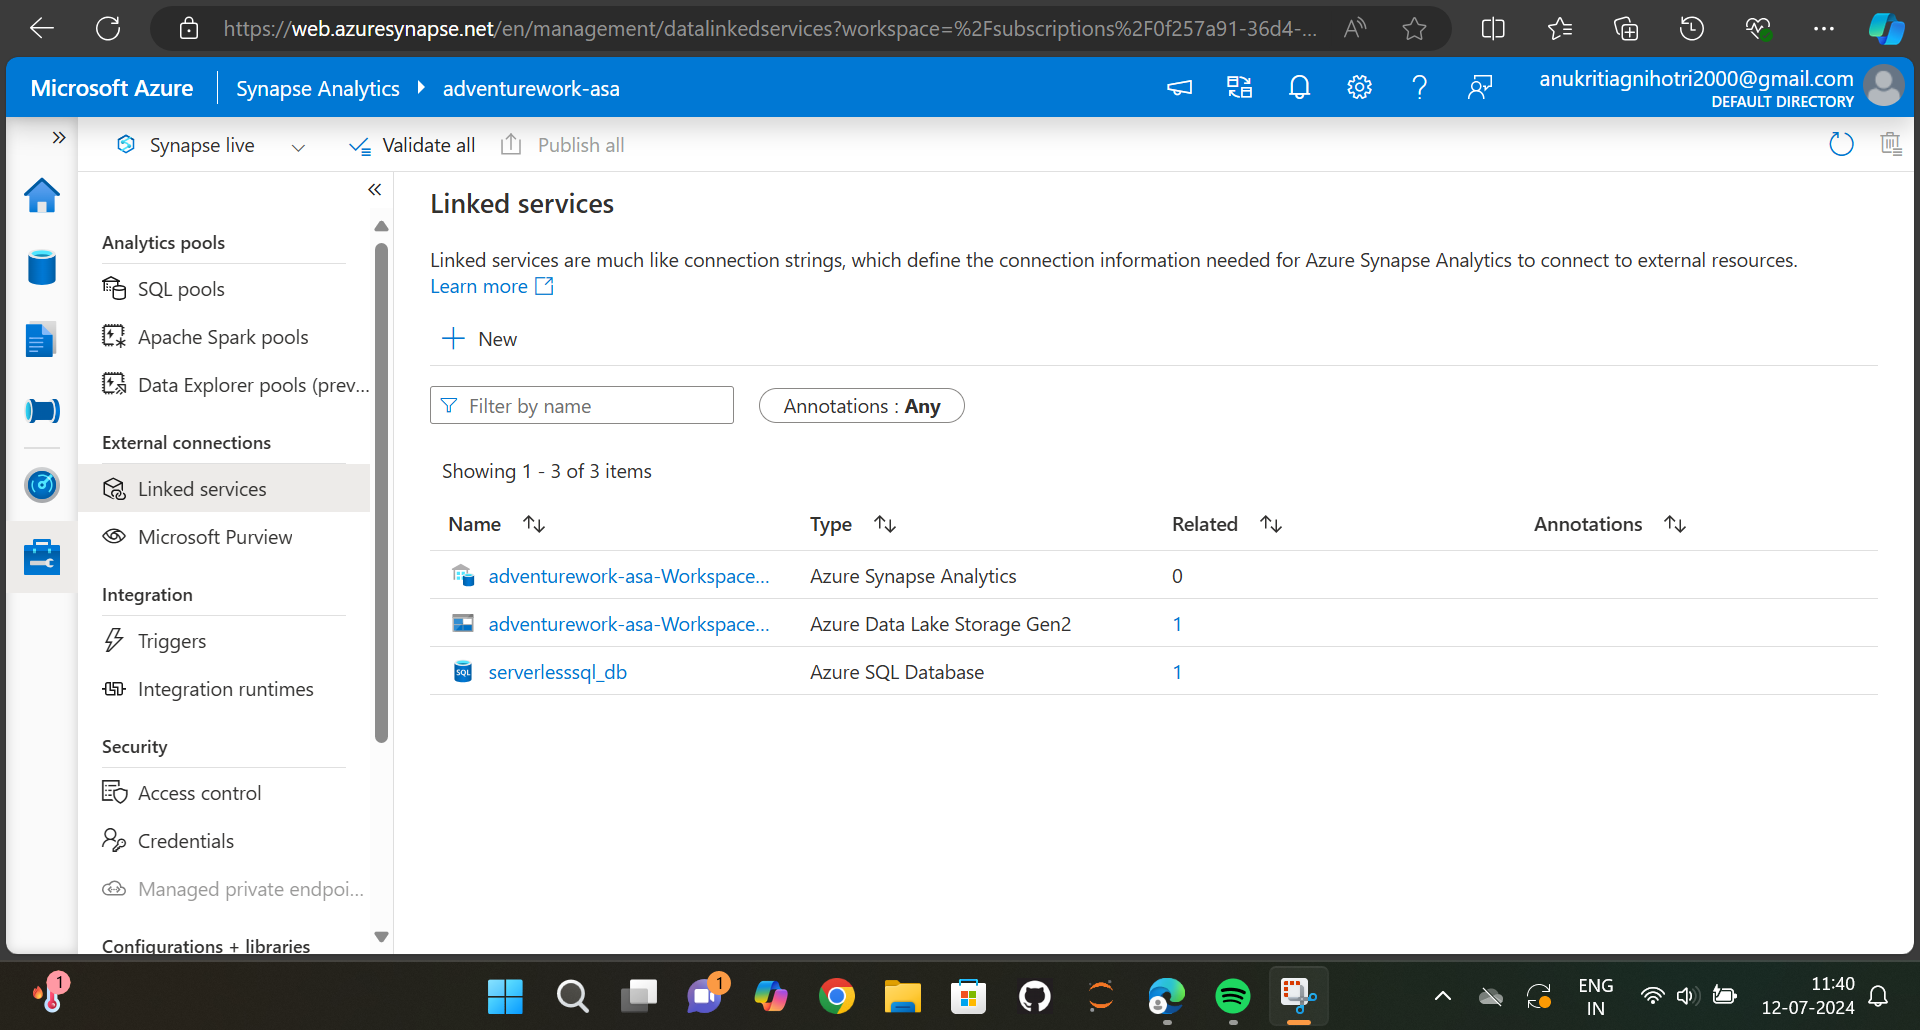 https://web.azuresynapse.net/en/management/datalinkedservices?workspace=%2Fsubscriptions%2F0f257a91-36d4-...
Microsoft Azure
Synapse Analytics
adventurework-asa
anukritiagnihotri2000@gmail.com
DEFAULT DIRECTORY
Synapse live
Validate all
Publish all
Analytics pools
SQL pools
Apache Spark pools
Data Explorer pools (prev...
External connections
Linked services
Microsoft Purview
Integration
Triggers
Integration runtimes
Security
Access control
Credentials
Managed private endpoi...
Configurations + libraries
Linked services
Linked services are much like connection strings, which define the connection information needed for Azure Synapse Analytics to connect to external resources.
Learn more
New
Filter by name
Annotations : Any
Showing 1 - 3 of 3 items
Name Type Related Annotations
adventurework-asa-Workspace... Azure Synapse Analytics 0
adventurework-asa-Workspace... Azure Data Lake Storage Gen2 1
SQL serverlesssql_db Azure SQL Database 1
1
1
ENG
IN
11:40
12-07-2024